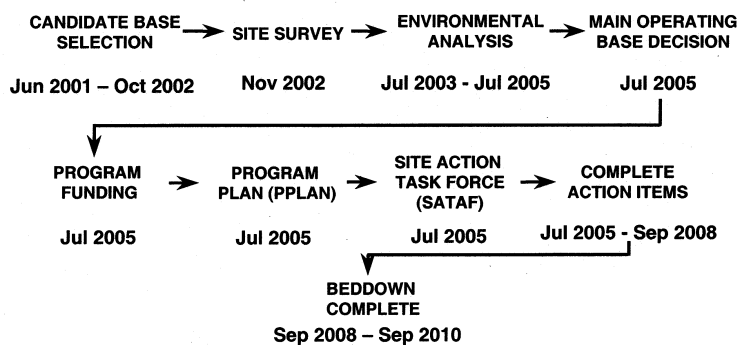 CANDIDATE BASE
SELECTION
Jun 2001 – Oct 2002
SITE SURVEY
Nov 2002
ENVIRONMENTAL
ANALYSIS
Jul 2003 - Jul 2005
MAIN OPERATING
BASE DECISION
Jul 2005
PROGRAM
FUNDING
Jul 2005
PROGRAM
PLAN (PPLAN)
Jul 2005
SITE ACTION
TASK FORCE
(SATAF)
Jul 2005
COMPLETE
ACTION ITEMS
Jul 2005 - Sep 2008
BEDDOWN
COMPLETE
Sep 2008 – Sep 2010